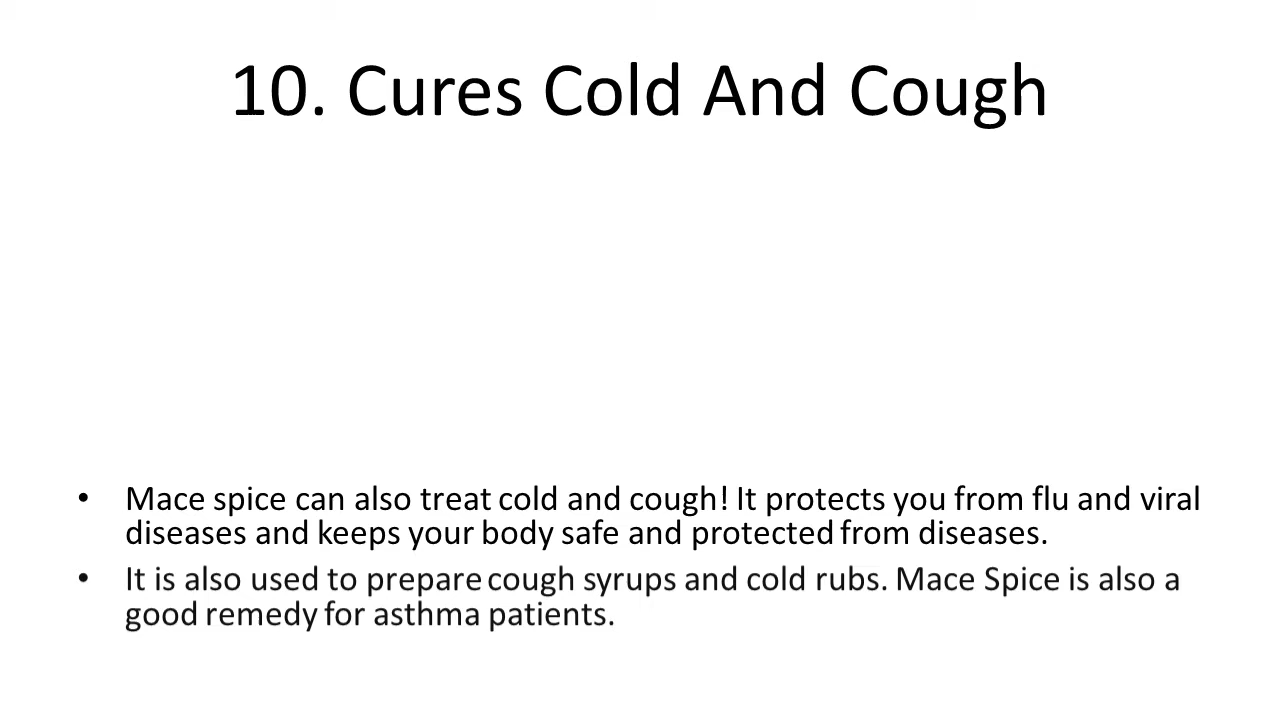 10. Cures Cold And Cough
• Mace spice can also treat cold and cough! It protects you from flu and viral
diseases and keeps your body safe and protected from diseases.
• It is also used to prepare cough syrups and cold rubs. Mace Spice is also a
good remedy for asthma patients.